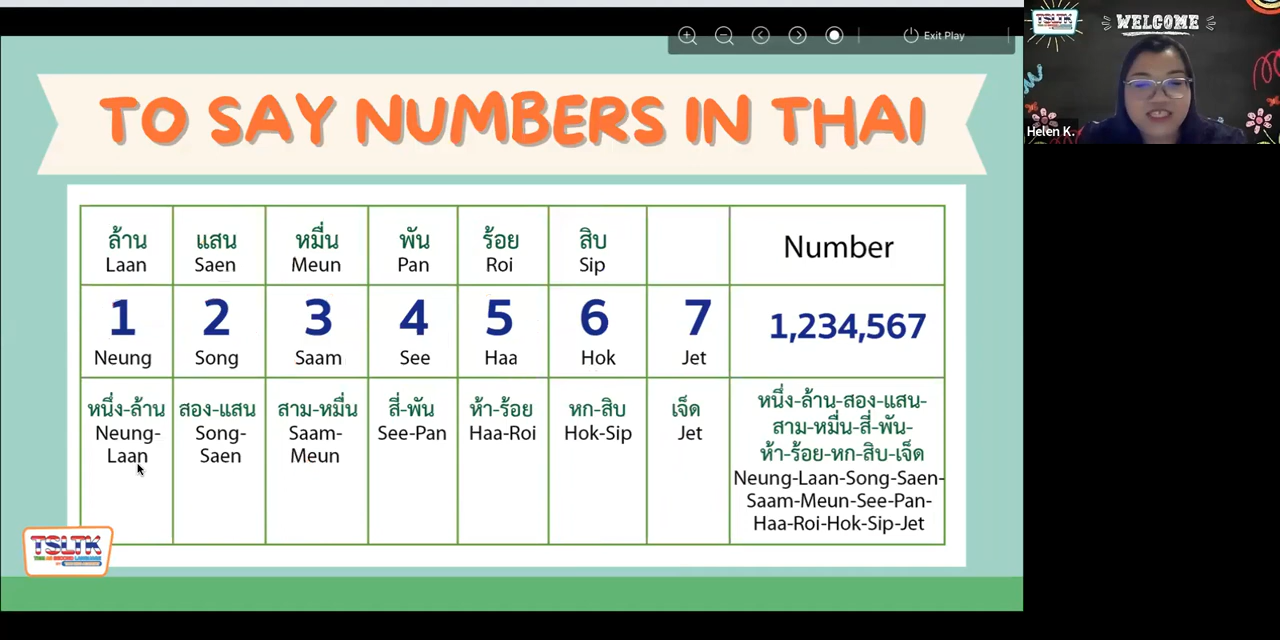 Exit Play
TSLTK
WELCOME
Helen K.
TO SAY NUMBERS IN THAI
ล้าน แสน หมื่น พัน ร้อย สิบ Number
Laan Saen Meun Pan Roi Sip
1 2 3 4 5 6 7 1,234,567
Neung Song Saam See Haa Hok Jet
หนึ่ง-ล้าน สอง-แสน สาม-หมื่น สี่-พัน ห้า-ร้อย หก-สิบ เจ็ด
Neung-Laan
Song-Saen
Saam-Meun
See-Pan Haa-Roi Hok-Sip Jet
หนึ่ง-ล้าน-สอง-แสน-
สาม-หมื่น-สี่-พัน-
ห้า-ร้อย-หก-สิบ-เจ็ด
Neung-Laan-Song-Saen-
Saam-Meun-See-Pan-
Haa-Roi-Hok-Sip-Jet
TSLTK
THAI AS SECOND LANGUAGE